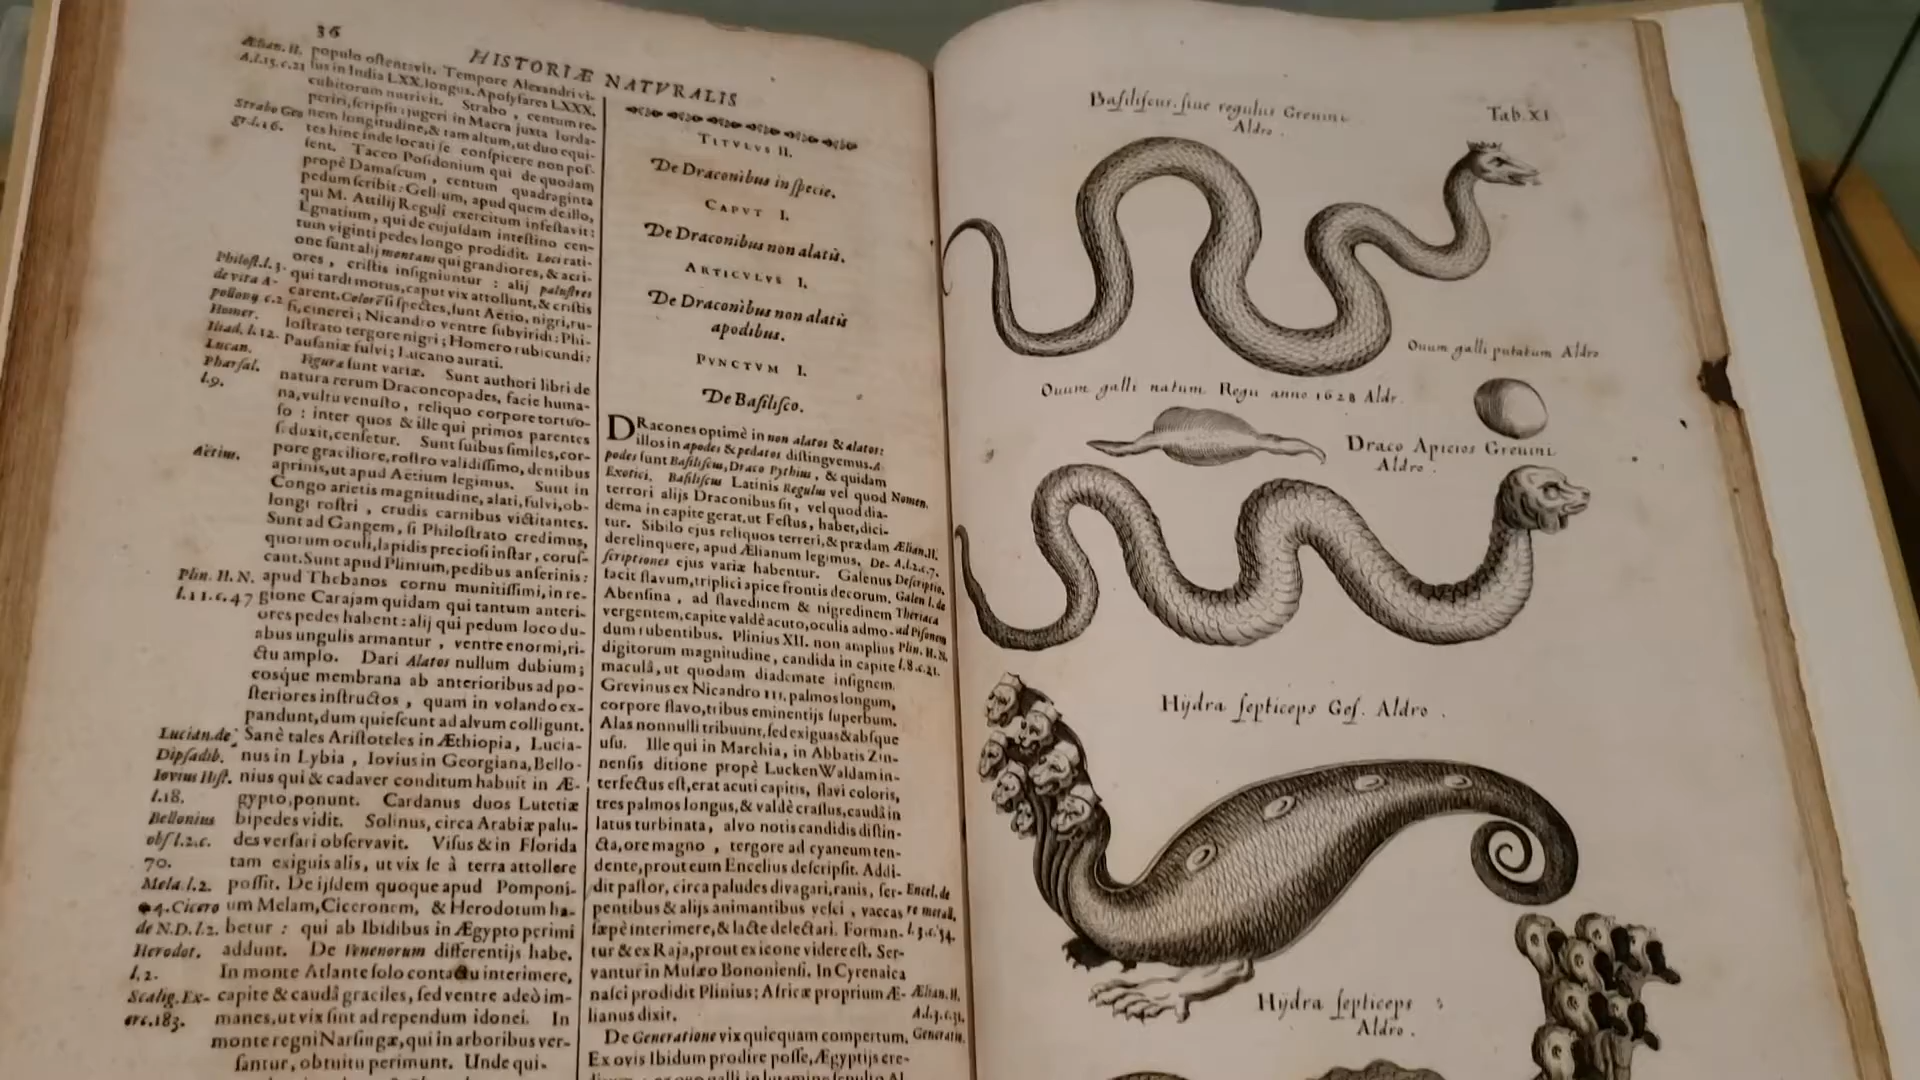 36
HISTORIÆ NATVRALIS
Ælian. H.
A.l.15.c.21
Strabo Geo
gr.l.16.
Philoſt.l.3.
de vita A-
pollony c.2
Homer.
Iliad. l.12.
Lucan.
Pharſal.
l.9.
Aëtius.
Plin. H. N.
l.11.c.47
Lucian.de
Dipſadib.
Iovius Hiſt.
l.18.
Bellonius
obſ l.2.c.
70.
Mela.l.2.
4.Cicero
de N.D.l.2.
Herodot.
l.2.
Scalig.Ex-
erc.183.
populo oſtentavit. Tempore Alexandri vi-
ſus in India LXX.longus. Apoſyſares LXXX.
cubitorum nutrivit. Strabo, centum re-
periri,ſcripſit: jugeri in Macra juxta Iorda-
nem longitudine,& tam altum,ut duo equi-
tes hinc inde locati ſe conſpicere non poſ-
ſent. Taceo Poſidonium qui de quodam
propè Damaſcum, centum quadraginta
pedum ſcribit: Gellium, apud quem de illo,
qui M. Attilij Reguli exercitum infeſtavit:
Egnatium, qui de cujuſdam inteſtino cen-
tum viginti pedes longo prodidit. Loci rati-
one ſunt alij montani qui grandiores, & acri-
ores, criſtis inſigniuntur: alij paluſtres
qui tardi motus,caput vix attollunt,& criſtis
carent. Colorẽ ſi ſpectes, ſunt Aetio, nigri,ru-
fi,cinerei; Nicandro ventre ſubviridi: Phi-
loſtrato tergore nigri; Homero rubicundi:
Pauſaniæ fulvi; Lucano aurati.
Figura ſunt variæ. Sunt authori libri de
natura rerum Draconcopades, facie huma-
na,vultu venuſto, reliquo corpore tortuo-
ſo: inter quos & ille qui primos parentes
ſeduxit,cenſetur. Sunt ſuibus ſimiles,cor-
pore graciliore,roſtro validiſſimo, dentibus
aprinis,ut apud Aëtium legimus. Sunt in
Congo arietis magnitudine, alati,fulvi,ob-
longi roſtri, crudis carnibus victitantes.
Sunt ad Gangem, ſi Philoſtrato credimus,
quorum oculi,lapidis precioſi inſtar, coruſ-
cant.Sunt apud Plinium,pedibus anſerinis:
apud Thebanos cornu munitiſſimi,in re-
gione Carajam quidam qui tantum anteri-
ores pedes habent: alij qui pedum loco du-
abus ungulis armantur, ventre enormi,ri-
ctu amplo. Dari Alatos nullum dubium;
eosque membrana ab anterioribus ad po-
ſteriores inſtructos, quam in volando ex-
pandunt,dum quieſcunt ad alvum colligunt.
Sanè tales Ariſtoteles in Æthiopia, Lucia-
nus in Lybia, Iovius in Georgiana,Bello-
nius qui & cadaver conditum habuit in Æ-
gypto,ponunt. Cardanus duos Lutetiæ
bipedes vidit. Solinus, circa Arabiæ palu-
des verſari obſervavit. Viſus & in Florida
tam exiguis alis, ut vix ſe à terra attollere
poſſit. De ijſdem quoque apud Pomponi-
um Melam,Ciceronem, & Herodotum ha-
betur: qui ab Ibidibus in Ægypto perimi
addunt. De Venenorum differentijs habe.
In monte Atlante ſolo contactu interimere,
capite & caudâ graciles, ſed ventre adeò im-
manes,ut vix ſint ad rependum idonei. In
monte regni Narſingæ,qui in arboribus ver-
ſantur, obtuitu perimunt. Unde qui-
TITVLVS II.
De Draconibus in ſpecie.
CAPVT I.
De Draconibus non alatis.
ARTICVLVS I.
De Draconibus non alatis
apodibus.
PVNCTVM I.
De Baſiliſco.
DRacones optimè in non alatos & alatos:
illos in apodes & pedatos diſtinguemus. A-
podes ſunt Baſiliſcus, Draco Pythius, & quidam
Exotici. Baſiliſcus Latinis Regulus vel quod
terrori alijs Draconibus ſit, vel quod dia-
dema in capite gerat,ut Feſtus, habet,dici-
tur. Sibilo ejus reliquos terreri,& prædam
derelinquere, apud Ælianum legimus. De-
ſcriptiones ejus variæ habentur. Galenus
facit flavum,triplici apice frontis decorum.
Abenſina, ad flavedinem & nigredinem
vergentem,capite valdè acuto,oculis admo-
dum rubentibus. Plinius XII. non amplius
digitorum magnitudine, candida in capite
maculâ, ut quodam diademate inſignem.
Grevinus ex Nicandro III. palmos longum,
corpore flavo,tribus eminentijs ſuperbum.
Alas nonnulli tribuunt,ſed exiguas & abſque
uſu. Ille qui in Marchia, in Abbatis Zin-
nenſis ditione propè LuckenWaldam in-
terfectus eſt,erat acuti capitis, flavi coloris,
tres palmos longus,& valdè craſſus,caudâ in
latus turbinata, alvo notis candidis diſtin-
cta,ore magno, tergore ad cyaneum ten-
dente,prout eum Encelius deſcripſit. Addi-
dit paſtor, circa paludes divagari,ranis, ſer-
pentibus & alijs animantibus veſci, vaccas
ſæpè interimere, & lacte delectari. Forman-
tur & ex Raja,prout ex icone videre eſt. Ser-
vantur in Muſæo Bononienſi. In Cyrenaica
naſci prodidit Plinius; Africæ proprium Æ-
lianus dixit.
De Generatione vix quicquam compertum.
Ex ovis Ibidum prodire poſſe,Ægyptijs cre-
Nomen.
Ælian.H.
A.l.2.c.7.
Deſcriptio.
Galen l. de
Theriaca
ad Piſonem
Plin. H.N.
l.8.c.21.
Encel.de
re metall.
l.3.c.54.
Ælian.H.
A.l.3.c.31.
Generatio.
Baſiliſcus. ſiue regulus Greuini
Aldro.
Tab. XI
Ouum galli putatum Aldro
Ouum galli natum Regu anno 1628 Aldr.
Draco Apicios Greuini
Aldro.
Hÿdra ſepticeps Geſ. Aldro.
Hÿdra ſepticeps
Aldro.